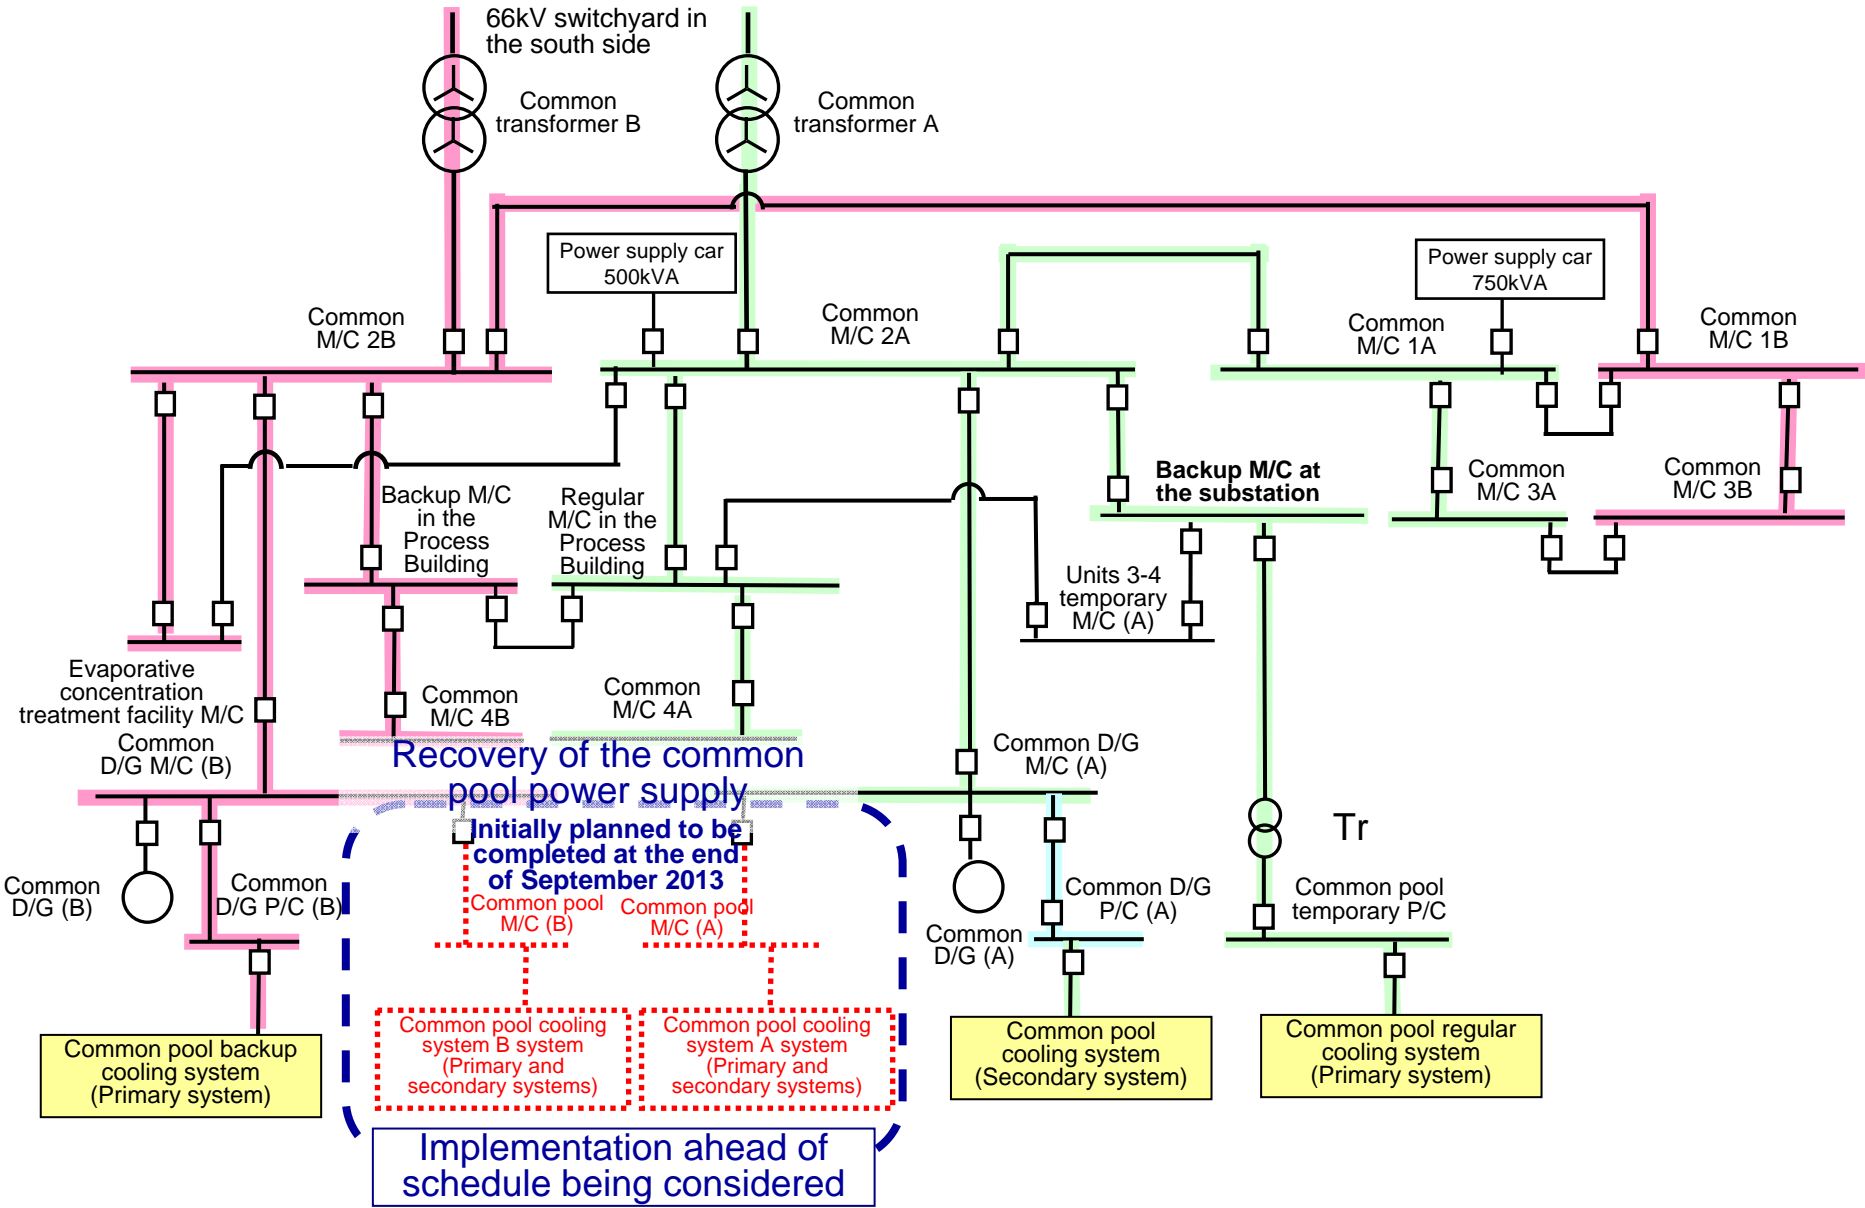 66kV switchyard in
the south side
Common
transformer B
Common
transformer A
Power supply car
500kVA
Power supply car
750kVA
Common
M/C 2B
Common
M/C 2A
Common
M/C 1A
Common
M/C 1B
Backup M/C
in the
Process
Building
Regular
M/C in the
Process
Building
Backup M/C at
the substation
Common
M/C 3A
Common
M/C 3B
Units 3-4
temporary
M/C (A)
Evaporative
concentration
treatment facility M/C
Common
M/C 4B
Common
M/C 4A
Common
D/G M/C (B)
Recovery of the common
pool power supply
Common D/G
M/C (A)
Initially planned to be
completed at the end
of September 2013
Tr
Common
D/G (B)
Common
D/G P/C (B)
Common pool
M/C (B)
Common pool
M/C (A)
Common
D/G (A)
Common D/G
P/C (A)
Common pool
temporary P/C
Common pool backup
cooling system
(Primary system)
Common pool cooling
system B system
(Primary and
secondary systems)
Common pool cooling
system A system
(Primary and
secondary systems)
Common pool
cooling system
(Secondary system)
Common pool regular
cooling system
(Primary system)
Implementation ahead of
schedule being considered